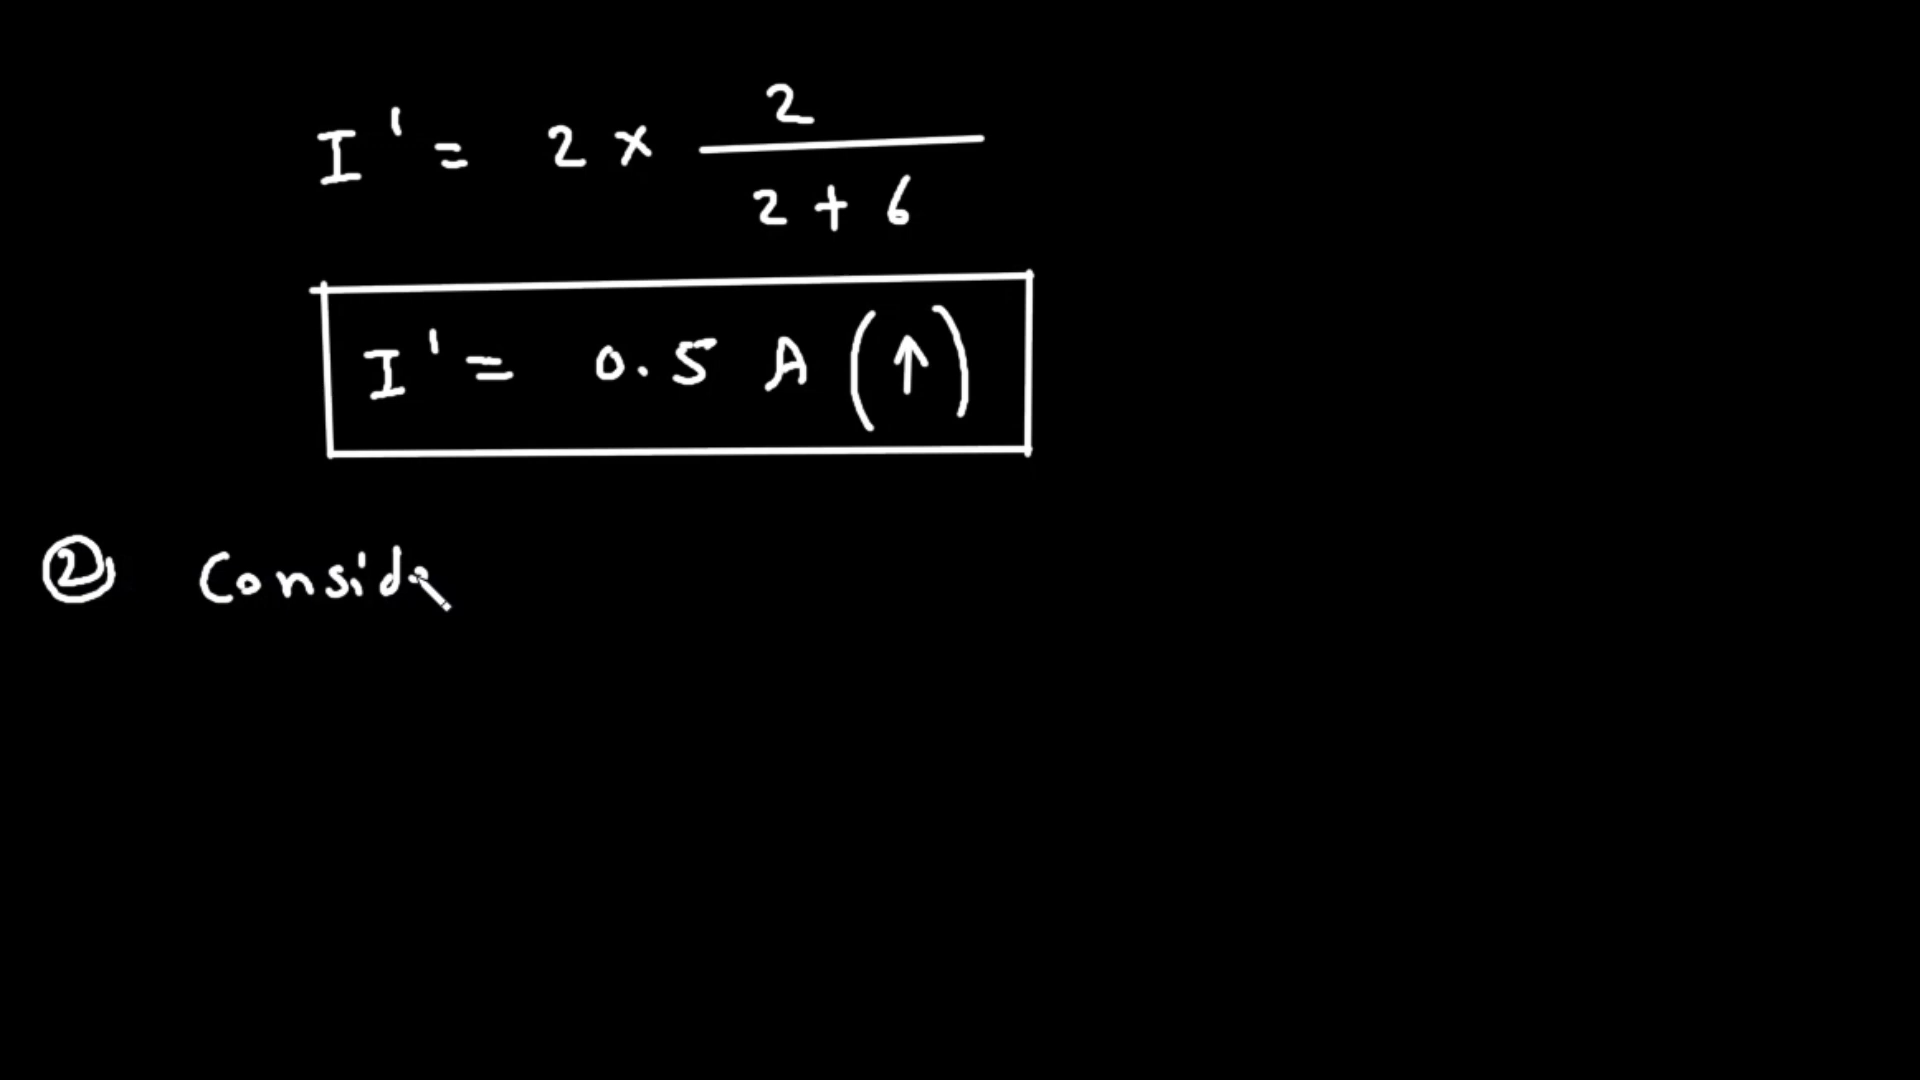 I' = 2 × 2 / 2 + 6
I' = 0.5 A (↑)
② Consid